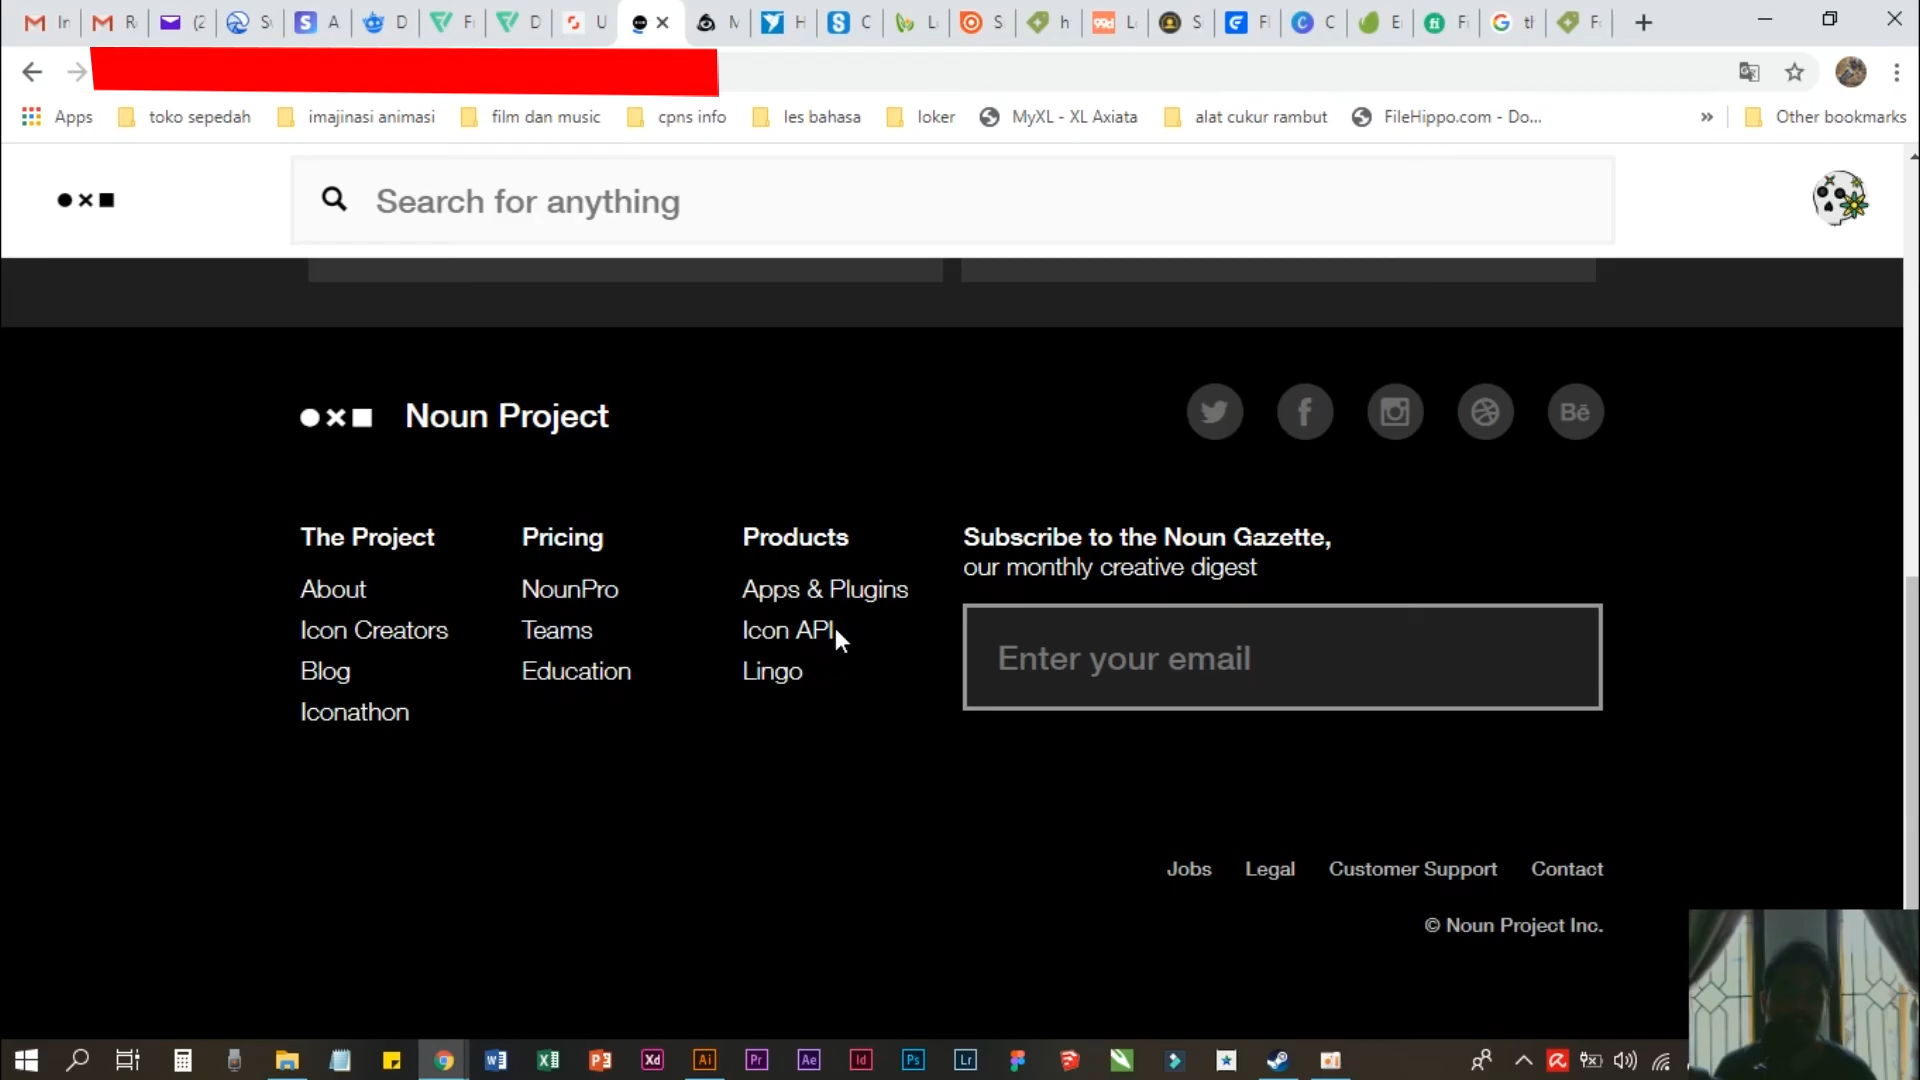 Apps toko sepedah imajinasi animasi film dan music cpns info les bahasa loker MyXL - XL Axiata alat cukur rambut FileHippo.com - Do... » Other bookmarks
Search for anything
Noun Project
The Project
About
Icon Creators
Blog
Iconathon
Pricing
NounPro
Teams
Education
Products
Apps & Plugins
Icon API
Lingo
Subscribe to the Noun Gazette,
our monthly creative digest
Enter your email
Jobs Legal Customer Support Contact
© Noun Project Inc.